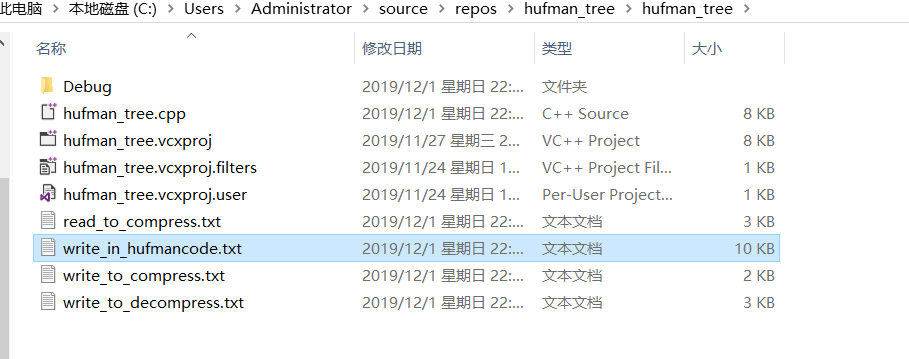 此电脑 > 本地磁盘 (C:) > Users > Administrator > source > repos > hufman_tree > hufman_tree >
名称 修改日期 类型 大小
Debug 2019/12/1 星期日 22:... 文件夹
hufman_tree.cpp 2019/12/1 星期日 22:... C++ Source 8 KB
hufman_tree.vcxproj 2019/11/27 星期三 2... VC++ Project 8 KB
hufman_tree.vcxproj.filters 2019/11/24 星期日 1... VC++ Project Fil... 1 KB
hufman_tree.vcxproj.user 2019/11/24 星期日 1... Per-User Project... 1 KB
read_to_compress.txt 2019/12/1 星期日 22:... 文本文档 3 KB
write_in_hufmancode.txt 2019/12/1 星期日 22:... 文本文档 10 KB
write_to_compress.txt 2019/12/1 星期日 22:... 文本文档 2 KB
write_to_decompress.txt 2019/12/1 星期日 22:... 文本文档 3 KB